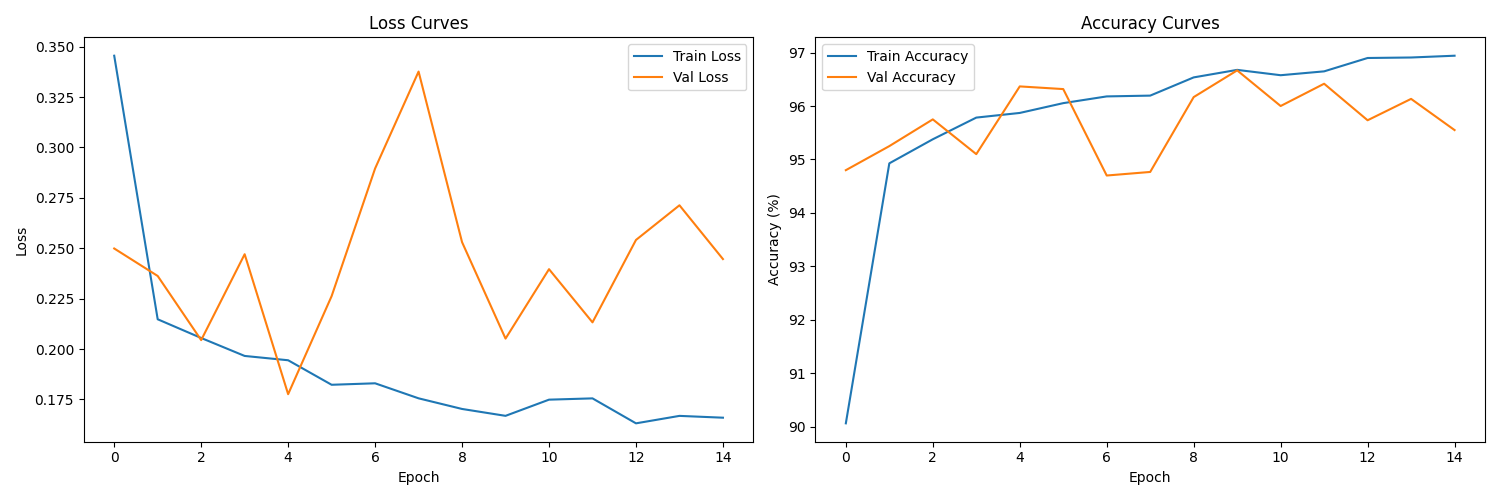 Loss Curves
0.350
0.325
0.300
0.275
0.250
0.225
0.200
0.175
Loss
Train Loss
Val Loss
0 2 4 6 8 10 12 14
Epoch
Accuracy Curves
97
96
95
94
93
92
91
90
Accuracy (%)
Train Accuracy
Val Accuracy
0 2 4 6 8 10 12 14
Epoch